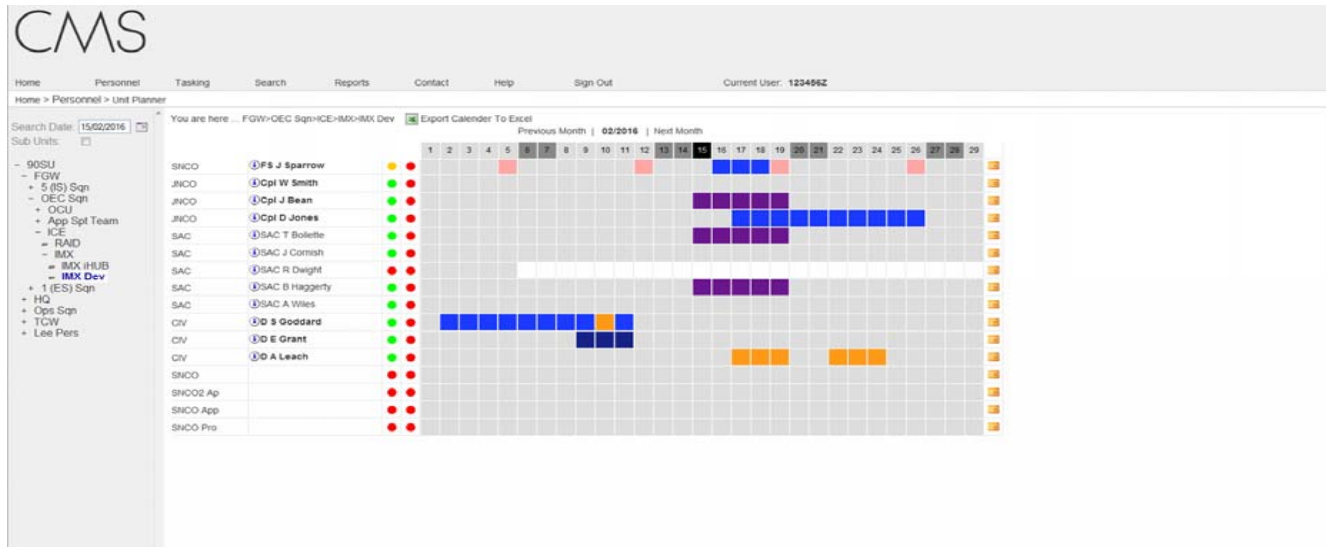 CMS
Home Personnel Tasking Search Reports Contact Help Sign Out Current User: 123456Z
Home > Personnel > Unit Planner
Search Date: 15/02/2016
Sub Units:
- 90SU
- FGW
+ 5 (IS) Sqn
- OEC Sqn
+ OCU
+ App Spt Team
- ICE
RAID
- IMX
IMX iHUB
IMX Dev
+ 1 (ES) Sqn
+ HQ
+ Ops Sqn
+ TCW
+ Lee Pers
You are here ... FGW>OEC Sqn>ICE>IMX>IMX Dev Export Calender To Excel
Previous Month | 02/2016 | Next Month
1 2 3 4 5 6 7 8 9 10 11 12 13 14 15 16 17 18 19 20 21 22 23 24 25 26 27 28 29
SNCO FS J Sparrow
JNCO Cpl W Smith
JNCO Cpl J Bean
JNCO Cpl D Jones
SAC SAC T Bollette
SAC SAC J Cornish
SAC SAC R Dwight
SAC SAC B Haggerty
SAC SAC A Wiles
CIV D S Goddard
CIV D E Grant
CIV D A Leach
SNCO
SNCO2 Ap
SNCO App
SNCO Pro